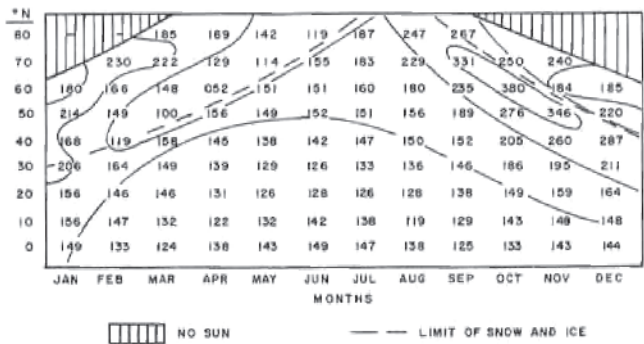 °N
80 185 169 142 119 187 247 267
70 230 222 129 114 155 183 229 331 250 240
60 180 166 148 052 151 151 160 180 235 380 184 185
50 214 149 100 156 149 152 151 156 189 276 346 220
40 168 119 158 145 138 142 147 150 152 205 260 287
30 206 164 149 139 129 126 133 136 146 186 195 211
20 156 146 146 131 126 128 126 128 138 149 159 164
10 156 147 132 122 132 142 138 119 129 143 148 148
0 149 133 124 138 143 149 147 138 125 133 143 144
JAN FEB MAR APR MAY JUN JUL AUG SEP OCT NOV DEC
MONTHS
NO SUN LIMIT OF SNOW AND ICE